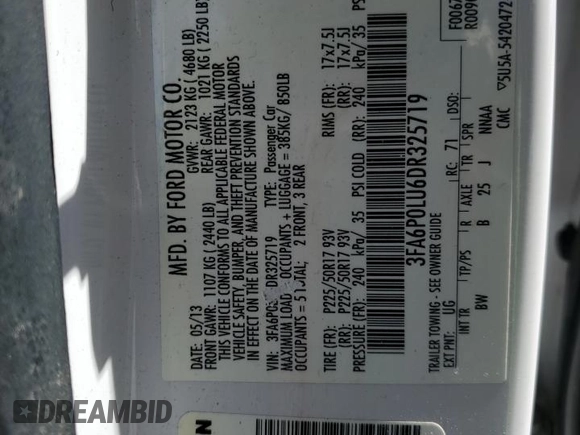 MFD. BY FORD MOTOR CO.
DATE: 05/13 GVWR: 2123 KG (4680 LB)
FRONT GAWR: 1107 KG (2440 LB) REAR GAWR: 1021 KG (2250 LB)
THIS VEHICLE CONFORMS TO ALL APPLICABLE FEDERAL MOTOR
VEHICLE SAFETY, BUMPER, AND THEFT PREVENTION STANDARDS
IN EFFECT ON THE DATE OF MANUFACTURE SHOWN ABOVE.
VIN: 3FA6P0 DR325719 TYPE: Passenger Car
MAXIMUM LOAD = OCCUPANTS + LUGGAGE = 385KG/ 850LB
OCCUPANTS = 5 TOTAL; 2 FRONT, 3 REAR
TIRE (FR): P225/50R17 93V RIMS (FR): 17x7.5J
TIRE (RR): P225/50R17 93V (RR): 17x7.5J
PRESSURE (FR): 240 kPa/ 35 PSI COLD (RR): 240 kPa/ 35
3FA6P0LU6DR325719
TRAILER TOWING - SEE OWNER GUIDE
EXT PNT: UG RC: 71 DSO:
INT TR TP/PS R AXLE TR SPR
BW B 25 J NNAA
CMC ▽5U5A-5420472
AUTO
DREAMBID